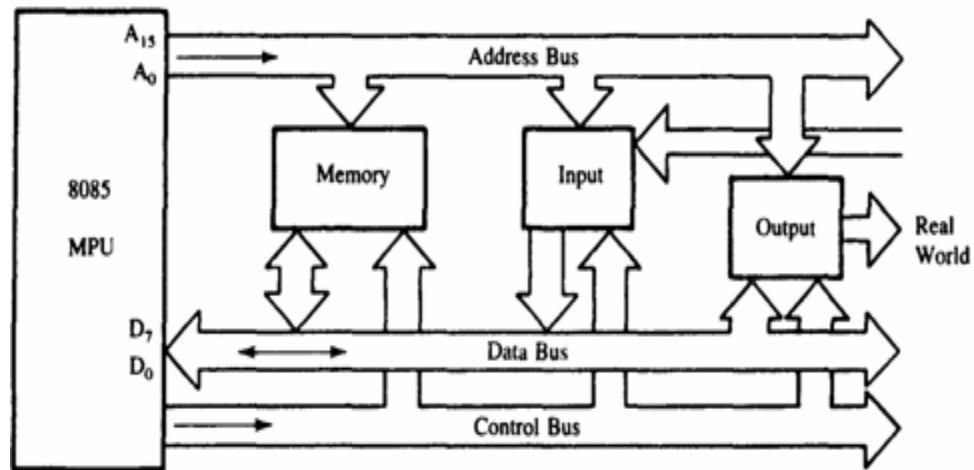 A15
Address Bus
A0
Memory
Input
8085
MPU
Output
Real
World
D7
Data Bus
D0
Control Bus